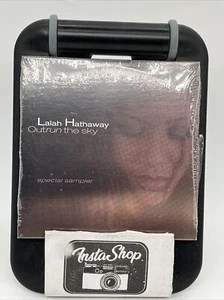 Lalah Hathaway
Outrun the sky
special sampler
InstaShop